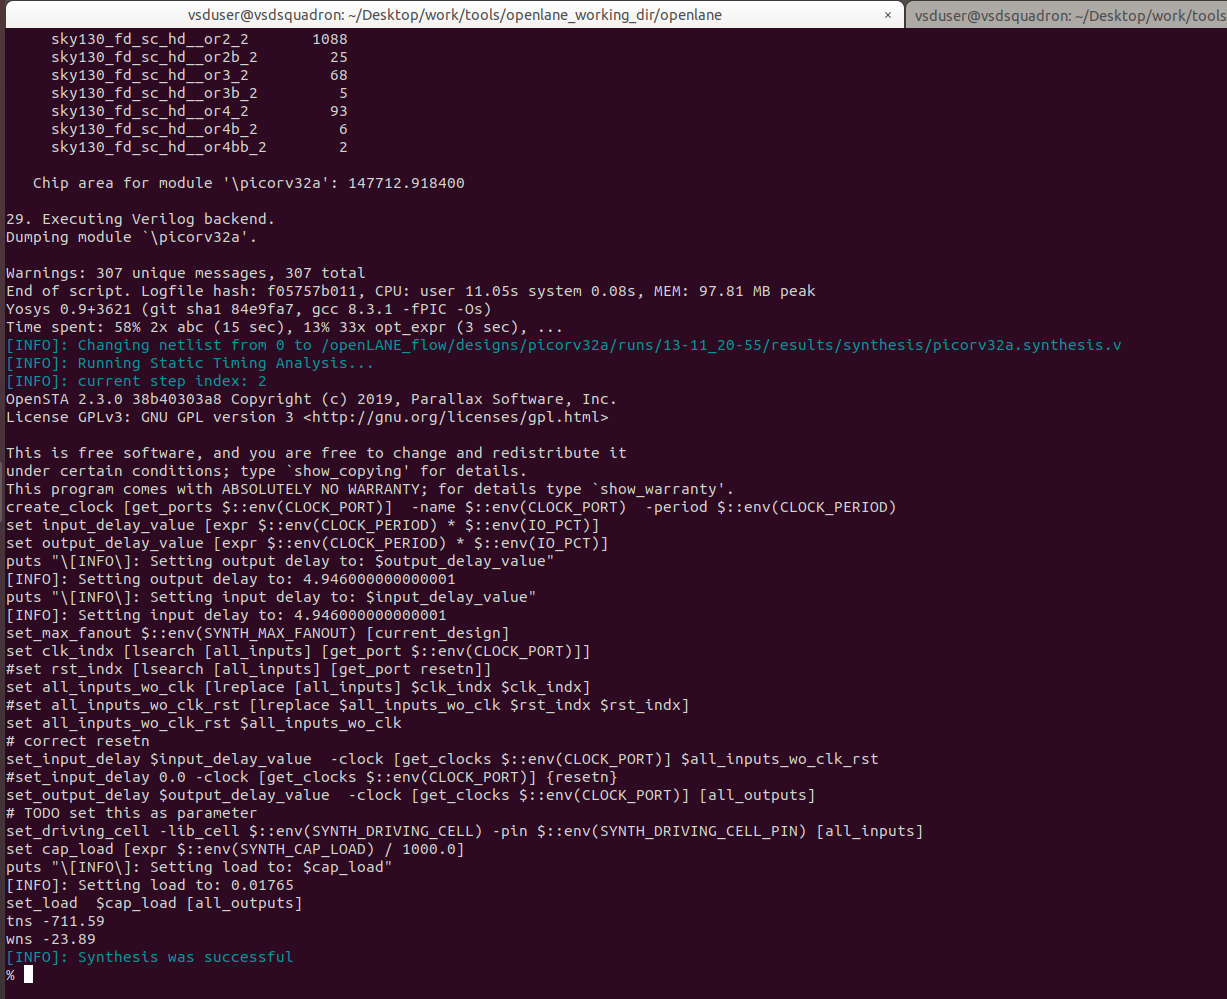 vsduser@vsdsquadron: ~/Desktop/work/tools/openlane_working_dir/openlane × vsduser@vsdsquadron: ~/Desktop/work/tools
sky130_fd_sc_hd__or2_2 1088
sky130_fd_sc_hd__or2b_2 25
sky130_fd_sc_hd__or3_2 68
sky130_fd_sc_hd__or3b_2 5
sky130_fd_sc_hd__or4_2 93
sky130_fd_sc_hd__or4b_2 6
sky130_fd_sc_hd__or4bb_2 2
Chip area for module '\picorv32a': 147712.918400
29. Executing Verilog backend.
Dumping module `\picorv32a'.
Warnings: 307 unique messages, 307 total
End of script. Logfile hash: f05757b011, CPU: user 11.05s system 0.08s, MEM: 97.81 MB peak
Yosys 0.9+3621 (git sha1 84e9fa7, gcc 8.3.1 -fPIC -Os)
Time spent: 58% 2x abc (15 sec), 13% 33x opt_expr (3 sec), ...
[INFO]: Changing netlist from 0 to /openLANE_flow/designs/picorv32a/runs/13-11_20-55/results/synthesis/picorv32a.synthesis.v
[INFO]: Running Static Timing Analysis...
[INFO]: current step index: 2
OpenSTA 2.3.0 38b40303a8 Copyright (c) 2019, Parallax Software, Inc.
License GPLv3: GNU GPL version 3 <http://gnu.org/licenses/gpl.html>
This is free software, and you are free to change and redistribute it
under certain conditions; type `show_copying' for details.
This program comes with ABSOLUTELY NO WARRANTY; for details type `show_warranty'.
create_clock [get_ports $::env(CLOCK_PORT)]  -name $::env(CLOCK_PORT)  -period $::env(CLOCK_PERIOD)
set input_delay_value [expr $::env(CLOCK_PERIOD) * $::env(IO_PCT)]
set output_delay_value [expr $::env(CLOCK_PERIOD) * $::env(IO_PCT)]
puts "\[INFO\]: Setting output delay to: $output_delay_value"
[INFO]: Setting output delay to: 4.946000000000001
puts "\[INFO\]: Setting input delay to: $input_delay_value"
[INFO]: Setting input delay to: 4.946000000000001
set_max_fanout $::env(SYNTH_MAX_FANOUT) [current_design]
set clk_indx [lsearch [all_inputs] [get_port $::env(CLOCK_PORT)]]
#set rst_indx [lsearch [all_inputs] [get_port resetn]]
set all_inputs_wo_clk [lreplace [all_inputs] $clk_indx $clk_indx]
#set all_inputs_wo_clk_rst [lreplace $all_inputs_wo_clk $rst_indx $rst_indx]
set all_inputs_wo_clk_rst $all_inputs_wo_clk
# correct resetn
set_input_delay $input_delay_value  -clock [get_clocks $::env(CLOCK_PORT)] $all_inputs_wo_clk_rst
#set_input_delay 0.0 -clock [get_clocks $::env(CLOCK_PORT)] {resetn}
set_output_delay $output_delay_value  -clock [get_clocks $::env(CLOCK_PORT)] [all_outputs]
# TODO set this as parameter
set_driving_cell -lib_cell $::env(SYNTH_DRIVING_CELL) -pin $::env(SYNTH_DRIVING_CELL_PIN) [all_inputs]
set cap_load [expr $::env(SYNTH_CAP_LOAD) / 1000.0]
puts "\[INFO\]: Setting load to: $cap_load"
[INFO]: Setting load to: 0.01765
set_load  $cap_load [all_outputs]
tns -711.59
wns -23.89
[INFO]: Synthesis was successful
%